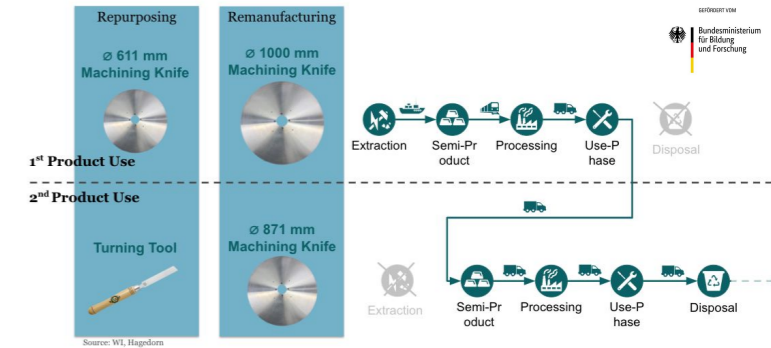 GEFÖRDERT VOM
Bundesministerium
für Bildung
und Forschung
Repurposing
Remanufacturing
⌀ 611 mm
Machining Knife
⌀ 1000 mm
Machining Knife
Extraction
Semi-Pr
oduct
Processing
Use-P
hase
Disposal
1st Product Use
2nd Product Use
Turning Tool
⌀ 871 mm
Machining Knife
Extraction
Semi-Pr
oduct
Processing
Use-P
hase
Disposal
Source: WI, Hagedorn